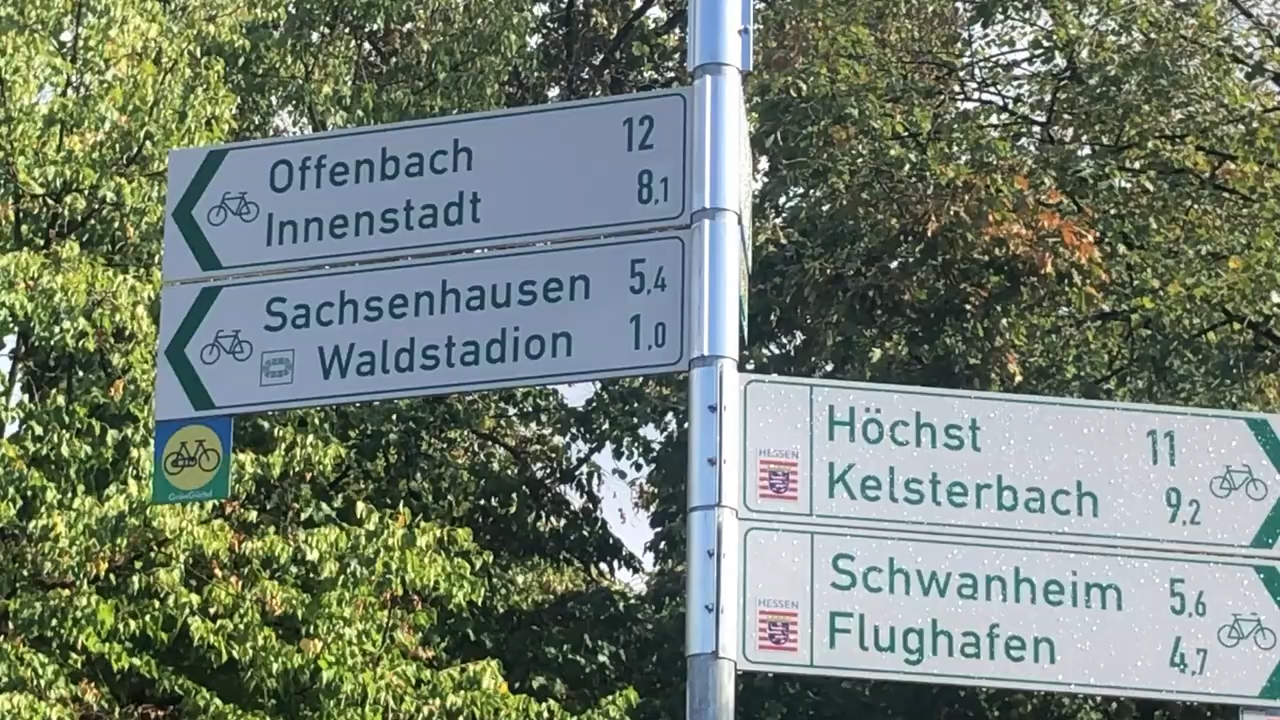 Offenbach 12
Innenstadt 8,1
Sachsenhausen 5,4
Waldstadion 1,0
GrünGürtel
HESSEN
Höchst 11
Kelsterbach 9,2
HESSEN
Schwanheim 5,6
Flughafen 4,7